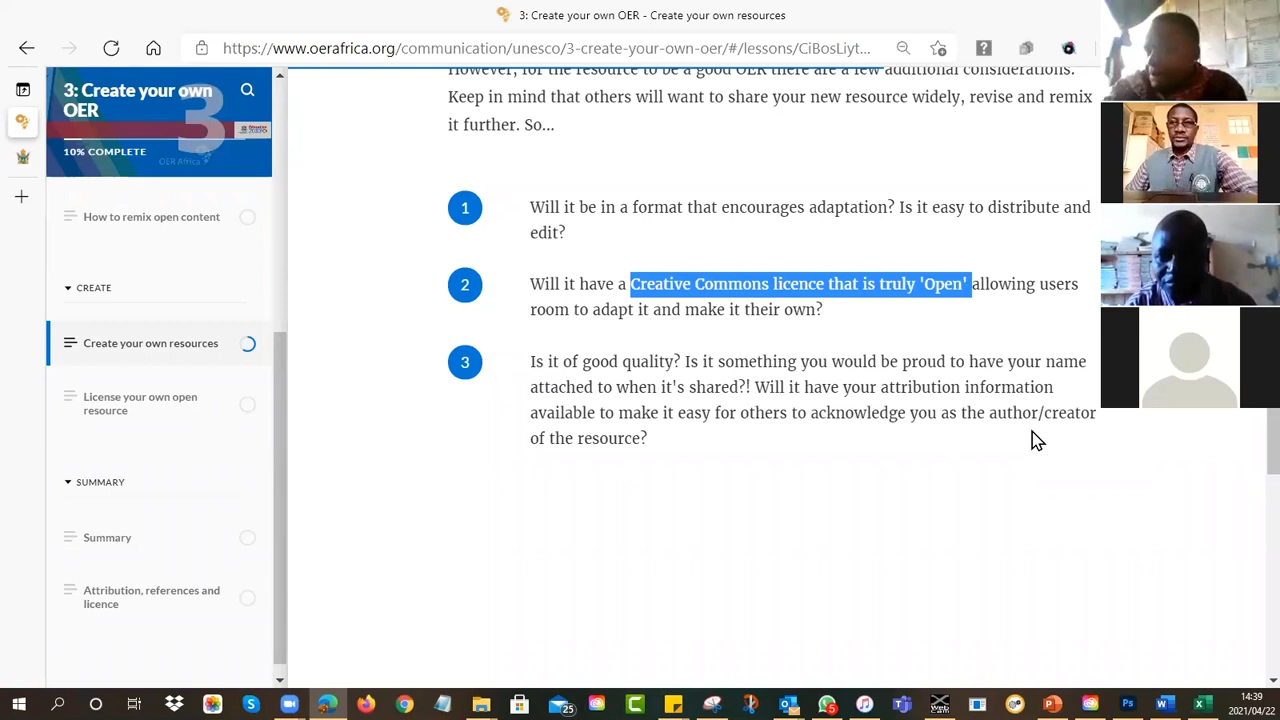 3: Create your own OER - Create your own resources
https://www.oerafrica.org/communication/unesco/3-create-your-own-oer/#/lessons/CiBosLiyt...
3: Create your own
OER
3
10% COMPLETE
OER Africa
How to remix open content
CREATE
Create your own resources
License your own open
resource
SUMMARY
Summary
Attribution, references and
licence
However, for the resource to be a good OER there are a few additional considerations.
Keep in mind that others will want to share your new resource widely, revise and remix
it further. So...
1
Will it be in a format that encourages adaptation? Is it easy to distribute and
edit?
2
Will it have a Creative Commons licence that is truly 'Open' allowing users
room to adapt it and make it their own?
3
Is it of good quality? Is it something you would be proud to have your name
attached to when it's shared?! Will it have your attribution information
available to make it easy for others to acknowledge you as the author/creator
of the resource?
25
5
14:39
2021/04/22